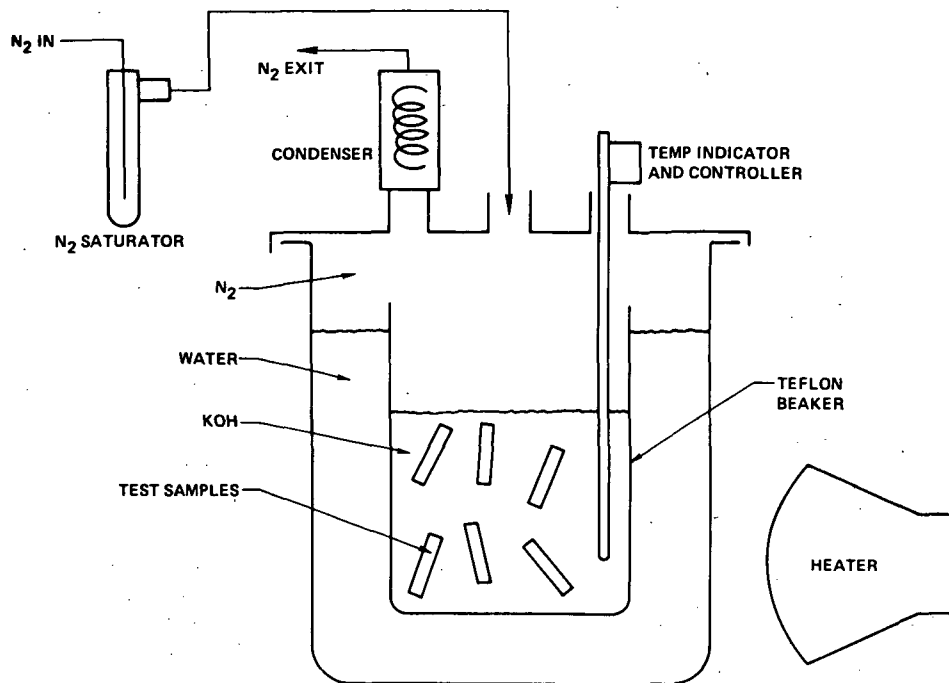 N2 IN
N2 EXIT
CONDENSER
TEMP INDICATOR
AND CONTROLLER
N2 SATURATOR
N2
WATER
TEFLON
BEAKER
KOH
TEST SAMPLES
HEATER